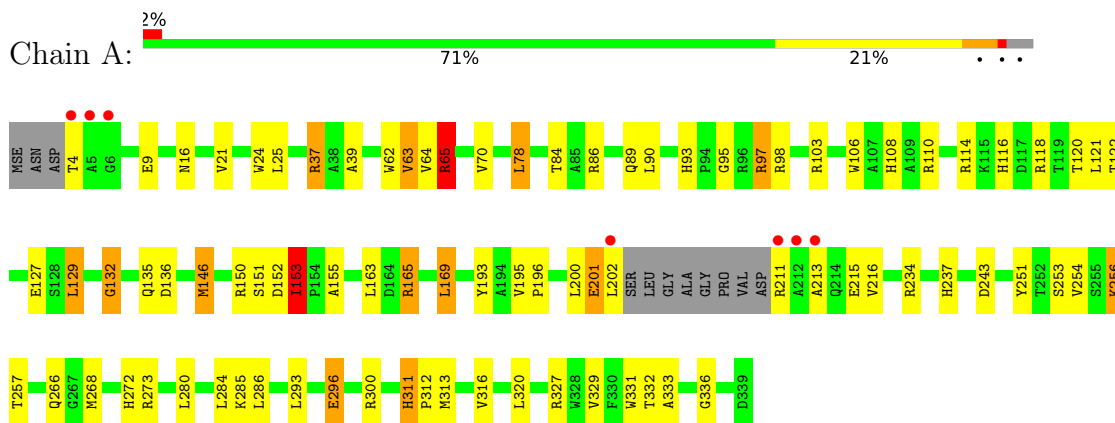 2%
Chain A:
71% 21% • • •
MSE ASN ASP T4 A5 G6 E9 N16 V21 W24 L25 R37 A38 A39 W62 V63 V64 R65 V70 L78 T84 A85 R86 Q89 L90 H93 P94 G95 R96 R97 R98 R103 W106 A107 H108 A109 R110 R114 K115 H116 D117 R118 T119 T120 L121 T122
E127 S128 L129 G132 Q135 D136 M146 R150 S151 D152 I153 P154 A155 L163 D164 R165 L169 Y193 A194 V195 P196 L200 E201 L202 SER LEU GLY ALA GLY PRO VAL ASP R211 A212 A213 Q214 E215 V216 R234 H237 D243 Y251 T252 S253 V254 S255 K256
T257 Q266 G267 M268 H272 R273 L280 L284 K285 L286 L293 E296 R300 H311 P312 M313 V316 L320 R327 W328 V329 F330 W331 T332 A333 G336 D339